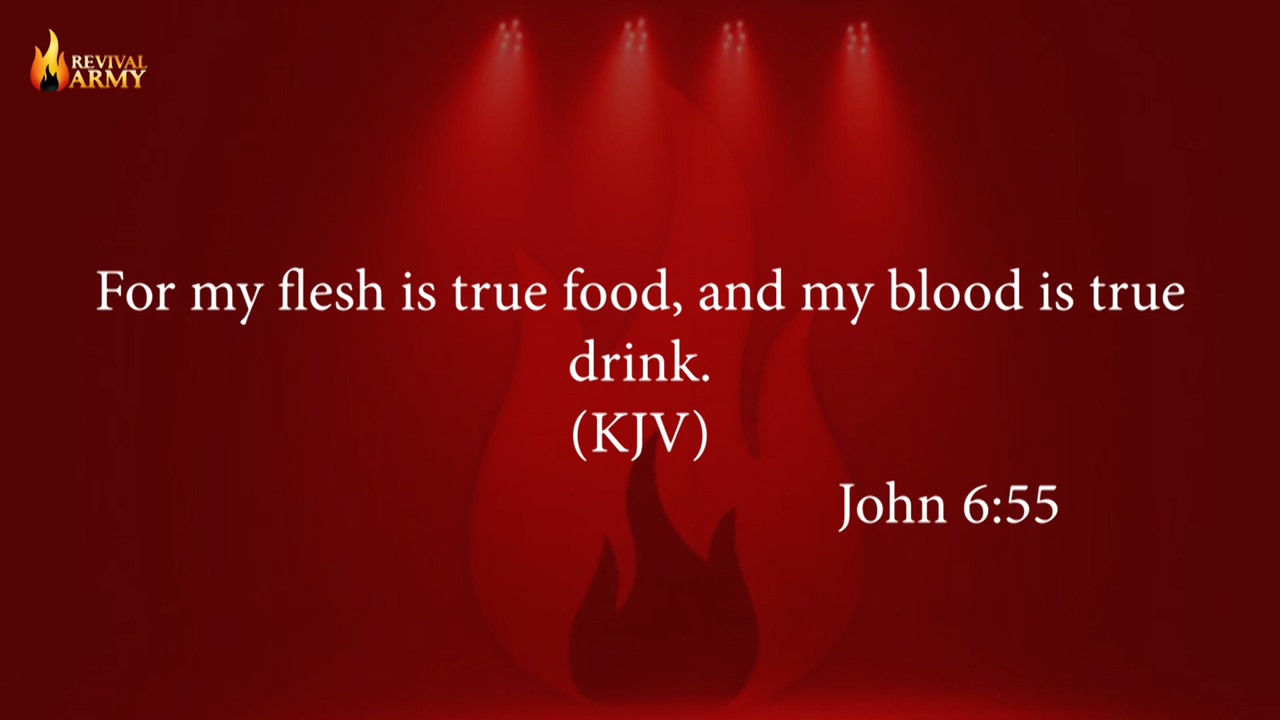 REVIVAL
ARMY
For my flesh is true food, and my blood is true
drink.
(KJV)
John 6:55